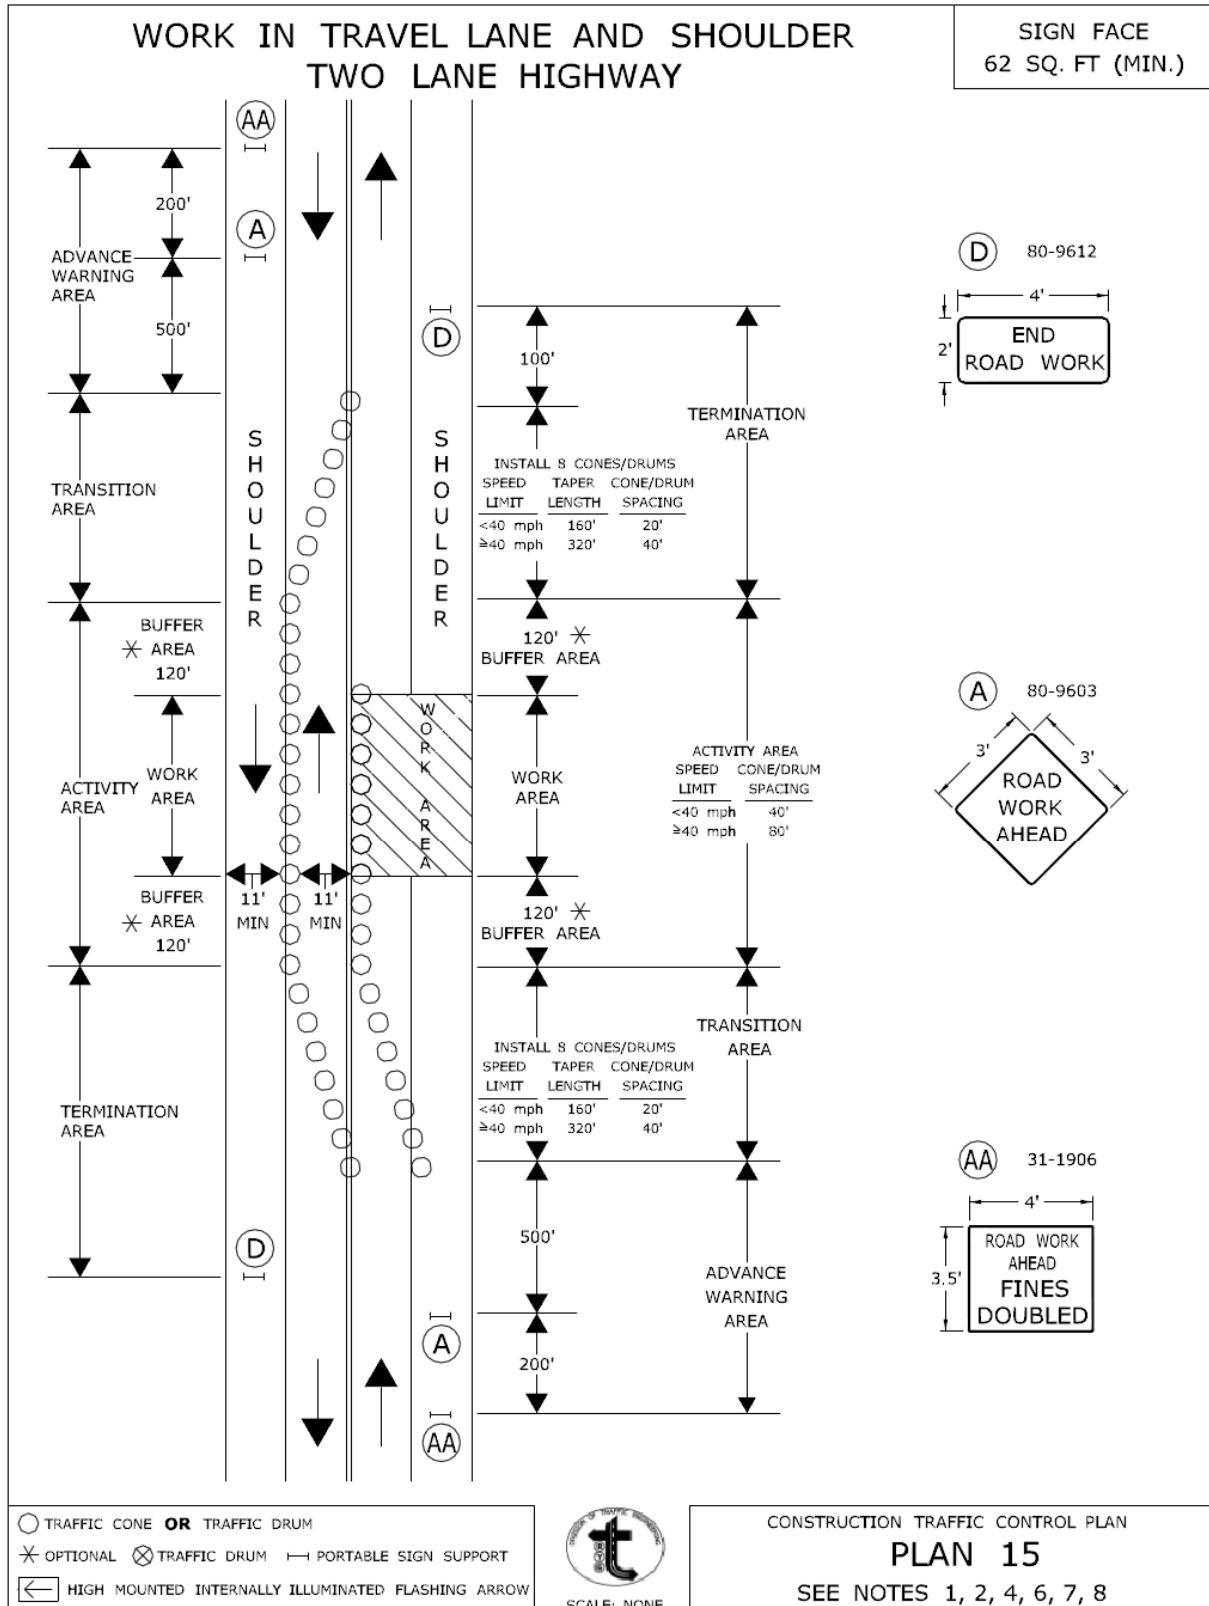 WORK IN TRAVEL LANE AND SHOULDER
TWO LANE HIGHWAY
SIGN FACE
62 SQ. FT (MIN.)
AA
200'
A
ADVANCE
WARNING
AREA
500'
D
100'
TERMINATION
AREA
D 80-9612
4'
2'
END
ROAD WORK
SHOULDER
SHOULDER
TRANSITION
AREA
INSTALL 8 CONES/DRUMS
SPEED TAPER CONE/DRUM
LIMIT LENGTH SPACING
<40 mph 160' 20'
≥40 mph 320' 40'
BUFFER
* AREA
120'
120' *
BUFFER AREA
WORK AREA
ACTIVITY
AREA
WORK
AREA
WORK
AREA
ACTIVITY AREA
SPEED CONE/DRUM
LIMIT SPACING
<40 mph 40'
≥40 mph 80'
A 80-9603
3'
3'
ROAD
WORK
AHEAD
BUFFER
* AREA
120'
11'
MIN
11'
MIN
120' *
BUFFER AREA
TRANSITION
AREA
INSTALL 8 CONES/DRUMS
SPEED TAPER CONE/DRUM
LIMIT LENGTH SPACING
<40 mph 160' 20'
≥40 mph 320' 40'
TERMINATION
AREA
AA 31-1906
4'
3.5'
ROAD WORK
AHEAD
FINES
DOUBLED
D
500'
ADVANCE
WARNING
AREA
A
200'
AA
TRAFFIC CONE OR TRAFFIC DRUM
* OPTIONAL TRAFFIC DRUM PORTABLE SIGN SUPPORT
HIGH MOUNTED INTERNALLY ILLUMINATED FLASHING ARROW
DIVISION OF TRAFFIC ENGINEERING
SCALE: NONE
CONSTRUCTION TRAFFIC CONTROL PLAN
PLAN 15
SEE NOTES 1, 2, 4, 6, 7, 8